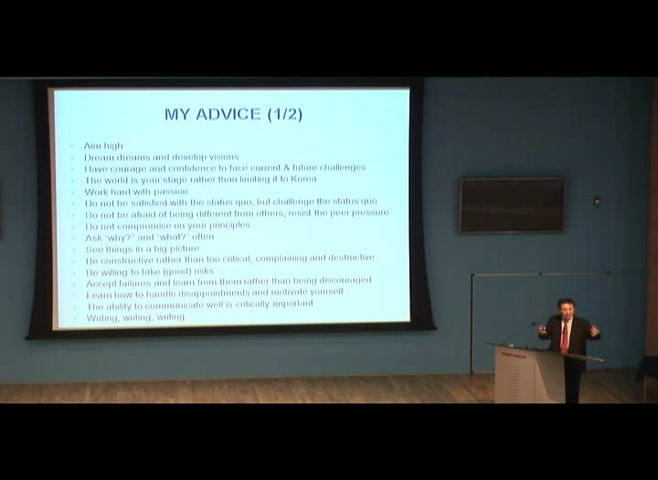 MY ADVICE (1/2)
Aim high
Dream dreams and develop visions
Have courage and confidence to face current & future challenges
The world is your stage rather than limiting it to Korea
Work hard with passion
Do not be satisfied with the status quo, but challenge the status quo
Do not be afraid of being different from others, resist the peer pressure
Do not compromise on your principles
Ask "why?" and "what?" often
See things in a big picture
Be constructive rather than too critical, complaining and destructive
Be willing to take (good) risks
Accept failures and learn from them rather than being discouraged
Learn how to handle disappointments and motivate yourself
The ability to communicate well is critically important
Writing, writing, writing